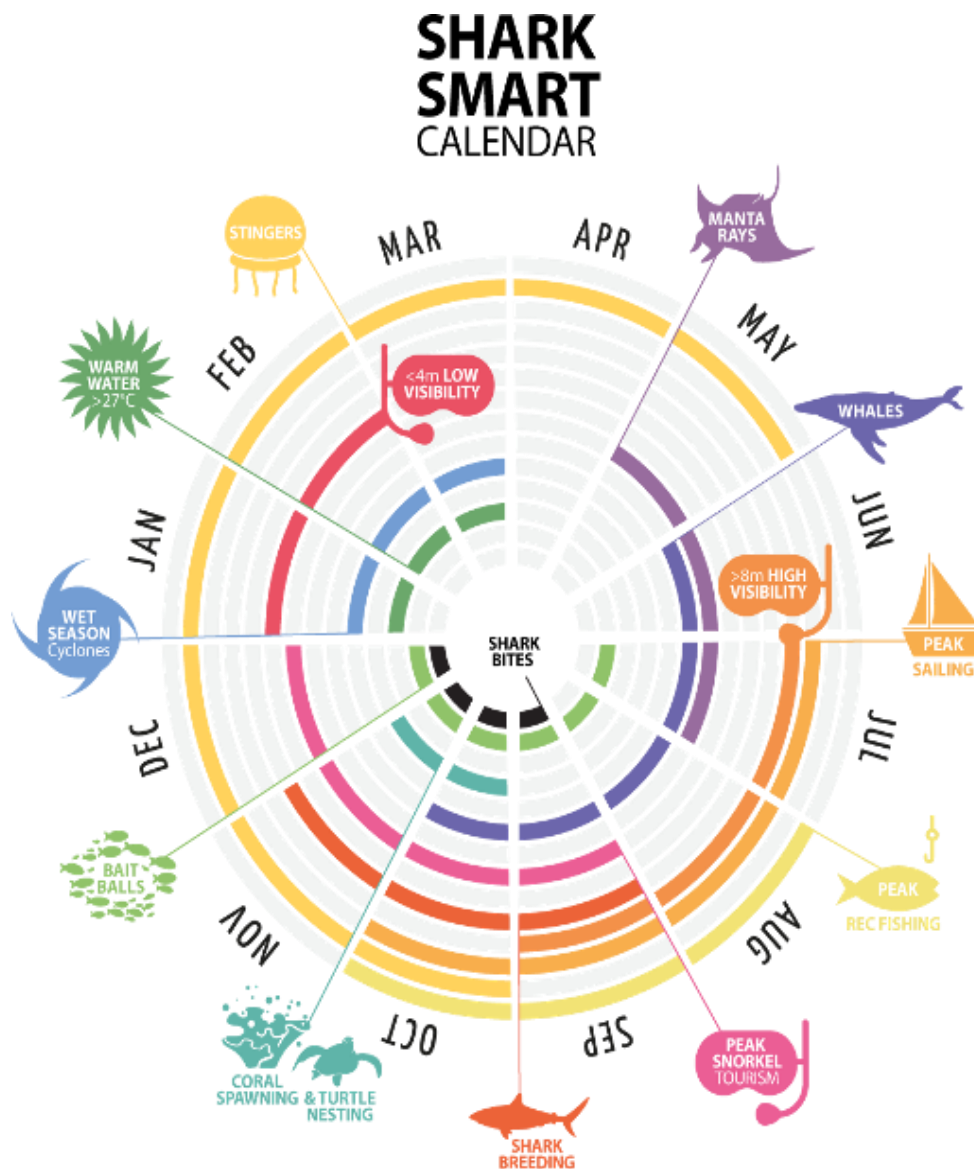 SHARK
SMART
CALENDAR
STINGERS
MAR
APR
MANTA
RAYS
FEB
MAY
WARM
WATER
>27°C
<4m LOW
VISIBILITY
WHALES
JAN
JUN
>8m HIGH
VISIBILITY
WET
SEASON
Cyclones
SHARK
BITES
PEAK
SAILING
DEC
JUL
BAIT
BALLS
PEAK
REC FISHING
NOV
AUG
OCT
SEP
CORAL
SPAWNING & TURTLE
NESTING
PEAK
SNORKEL
TOURISM
SHARK
BREEDING